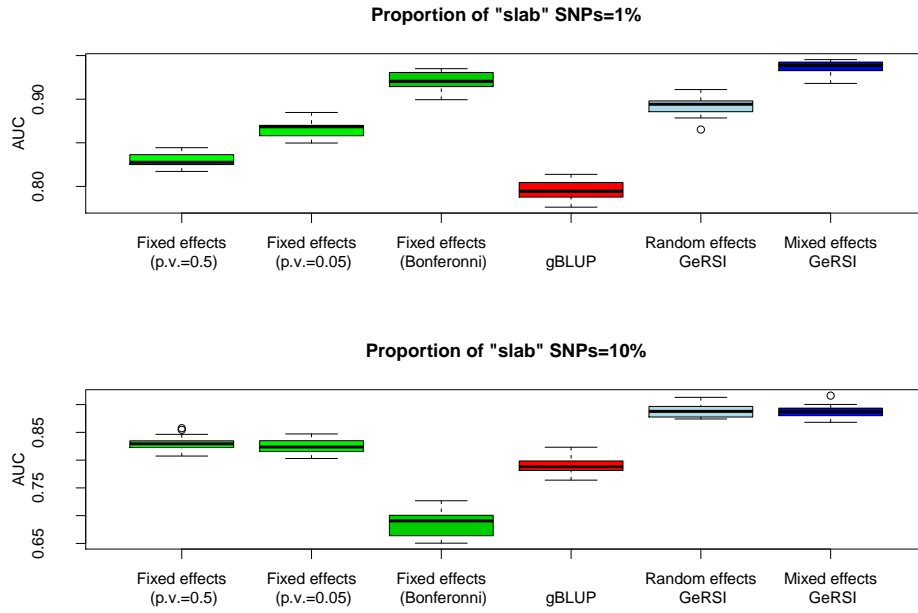 Proportion of "slab" SNPs=1%
AUC
0.90
0.80
Fixed effects (p.v.=0.5)
Fixed effects (p.v.=0.05)
Fixed effects (Bonferonni)
gBLUP
Random effects GeRSI
Mixed effects GeRSI
Proportion of "slab" SNPs=10%
AUC
0.85
0.75
0.65
Fixed effects (p.v.=0.5)
Fixed effects (p.v.=0.05)
Fixed effects (Bonferonni)
gBLUP
Random effects GeRSI
Mixed effects GeRSI